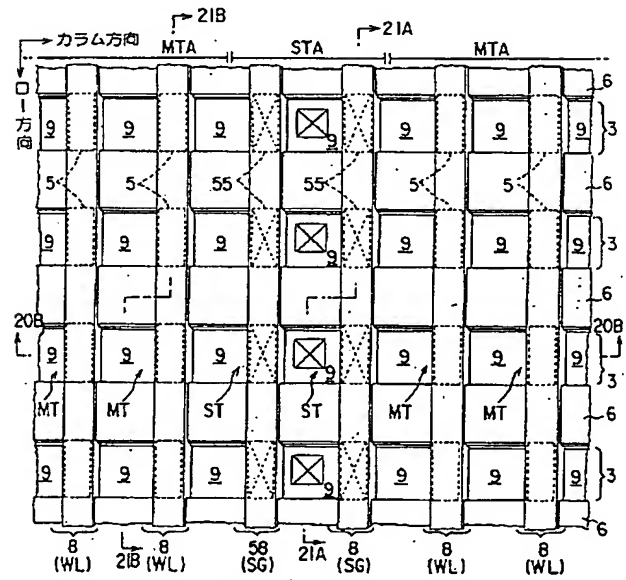 21B 21A
カラム方向 MTA STA MTA
ロー方向
6
9 9 9 9 9 9 9 3
5 5 55 55 5 5 6
9 9 9 9 9 9 9 3
6
20B 20B
9 9 9 9 9 9 9 3
MT MT ST ST MT MT
6
9 9 9 9 9 9 9 3
6
8 8 58 8 8 8
(WL) 21B (WL) (SG) 21A (SG) (WL) (WL)